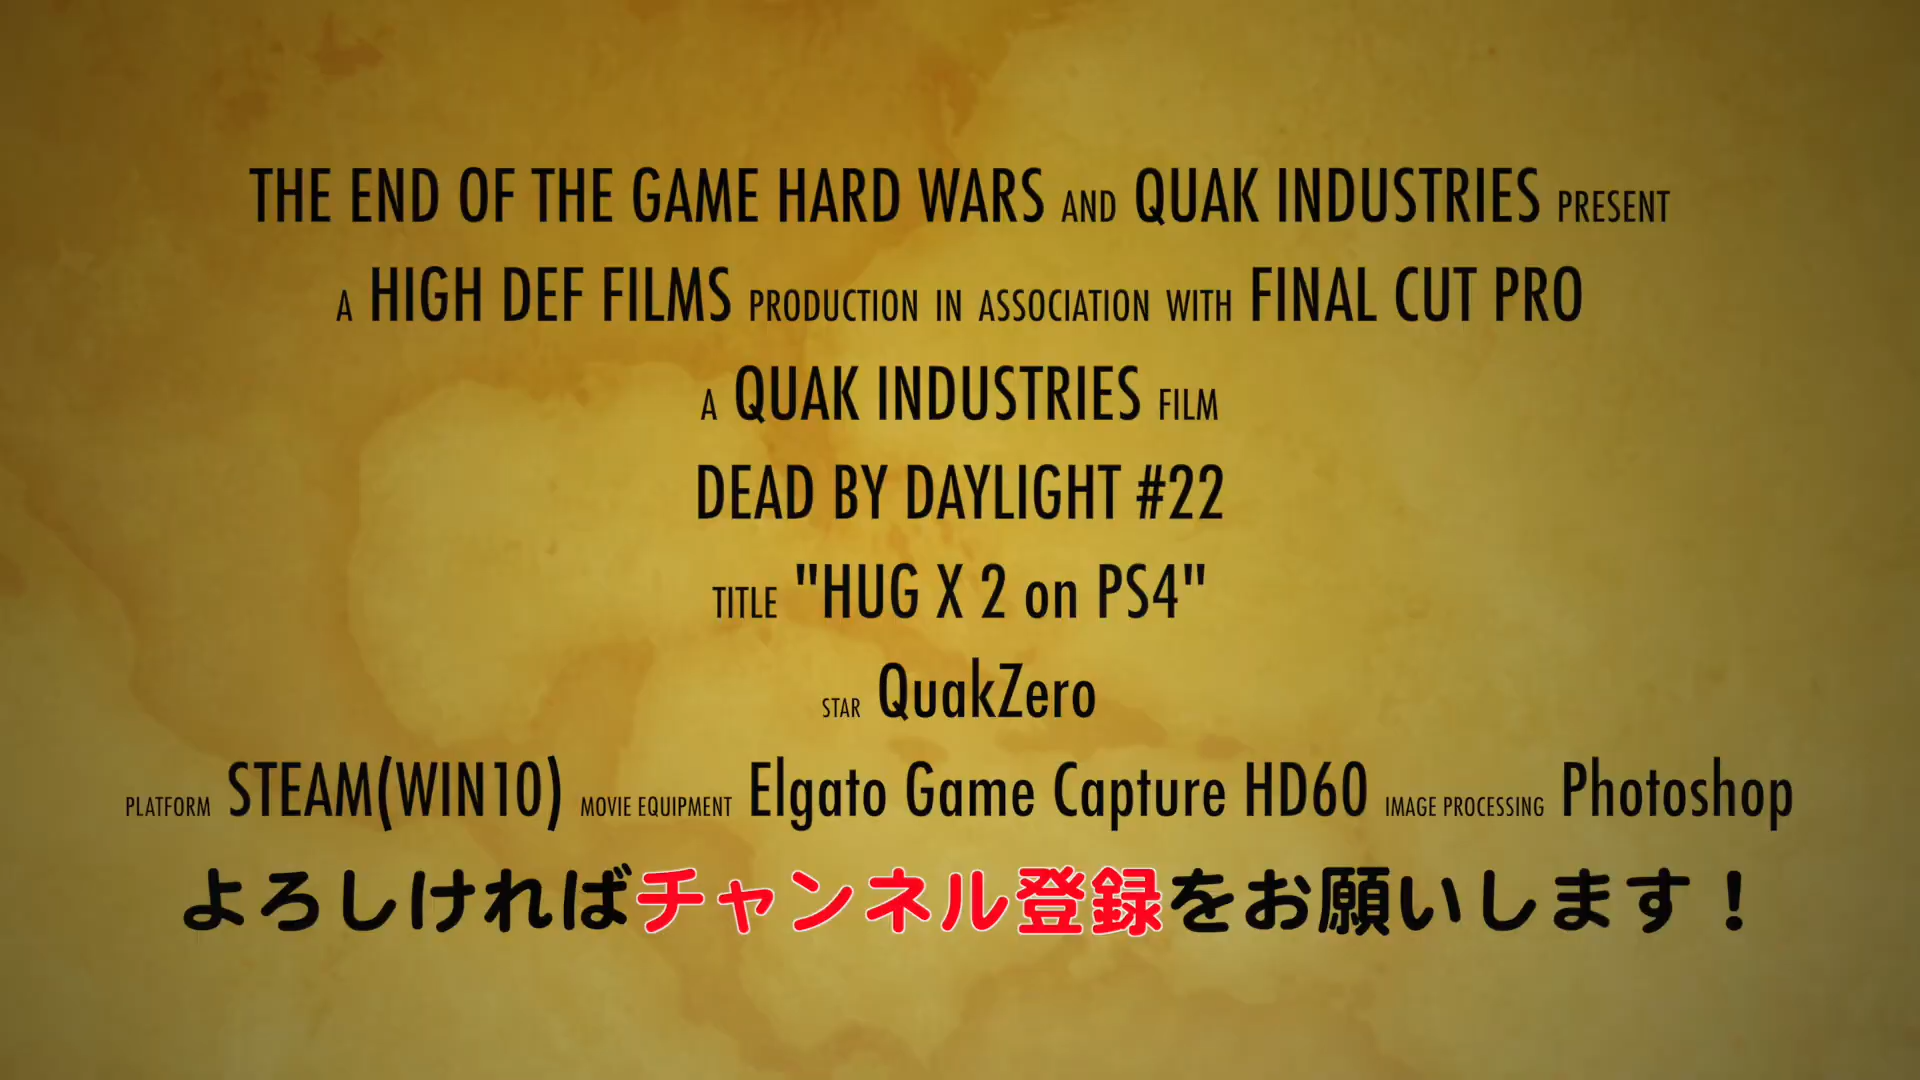 THE END OF THE GAME HARD WARS AND QUAK INDUSTRIES PRESENT
A HIGH DEF FILMS PRODUCTION IN ASSOCIATION WITH FINAL CUT PRO
A QUAK INDUSTRIES FILM
DEAD BY DAYLIGHT #22
TITLE "HUG X 2 on PS4"
STAR QuakZero
PLATFORM STEAM(WIN10) MOVIE EQUIPMENT Elgato Game Capture HD60 IMAGE PROCESSING Photoshop
よろしければチャンネル登録をお願いします！